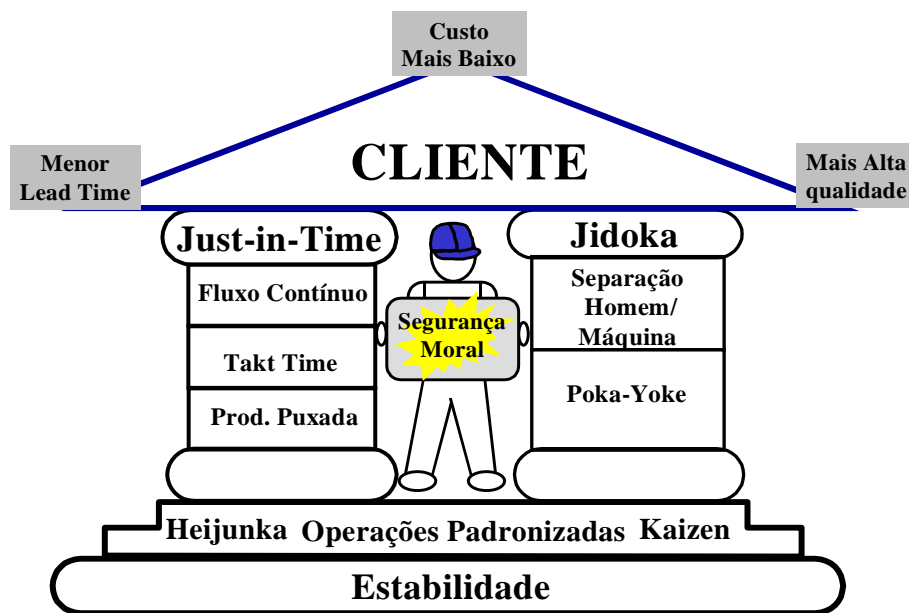 Custo
Mais Baixo
CLIENTE
Menor
Lead Time
Mais Alta
qualidade
Just-in-Time
Jidoka
Fluxo Contínuo
Takt Time
Prod. Puxada
Segurança
Moral
Separação
Homem/
Máquina
Poka-Yoke
Heijunka Operações Padronizadas Kaizen
Estabilidade